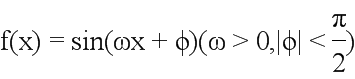 f(x) = sin(ωx + ϕ)(ω > 0,|ϕ| < π/2)